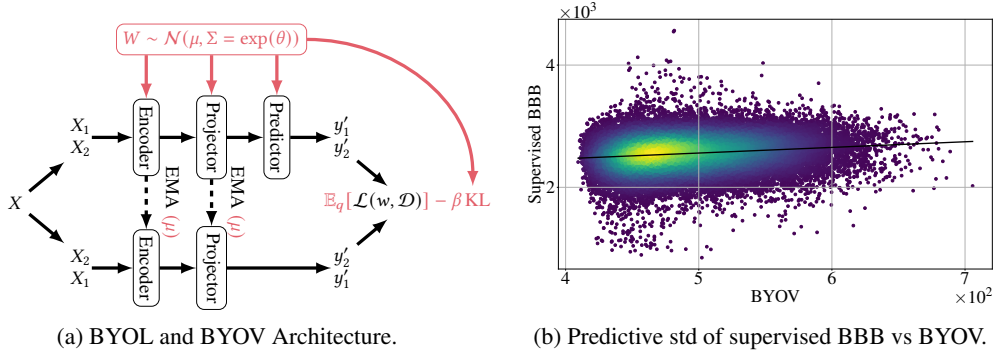 W ∼ N(μ, Σ = exp(θ))
X
X₁
X₂
Encoder
Projector
Predictor
y′₁
y′₂
EMA (μ)
EMA (μ)
𝔼_q[ℒ(w, 𝒟)] − β KL
X₂
X₁
Encoder
Projector
y′₂
y′₁
(a) BYOL and BYOV Architecture.
×10³
4
2
Supervised BBB
4
5
6
7
BYOV
×10²
(b) Predictive std of supervised BBB vs BYOV.